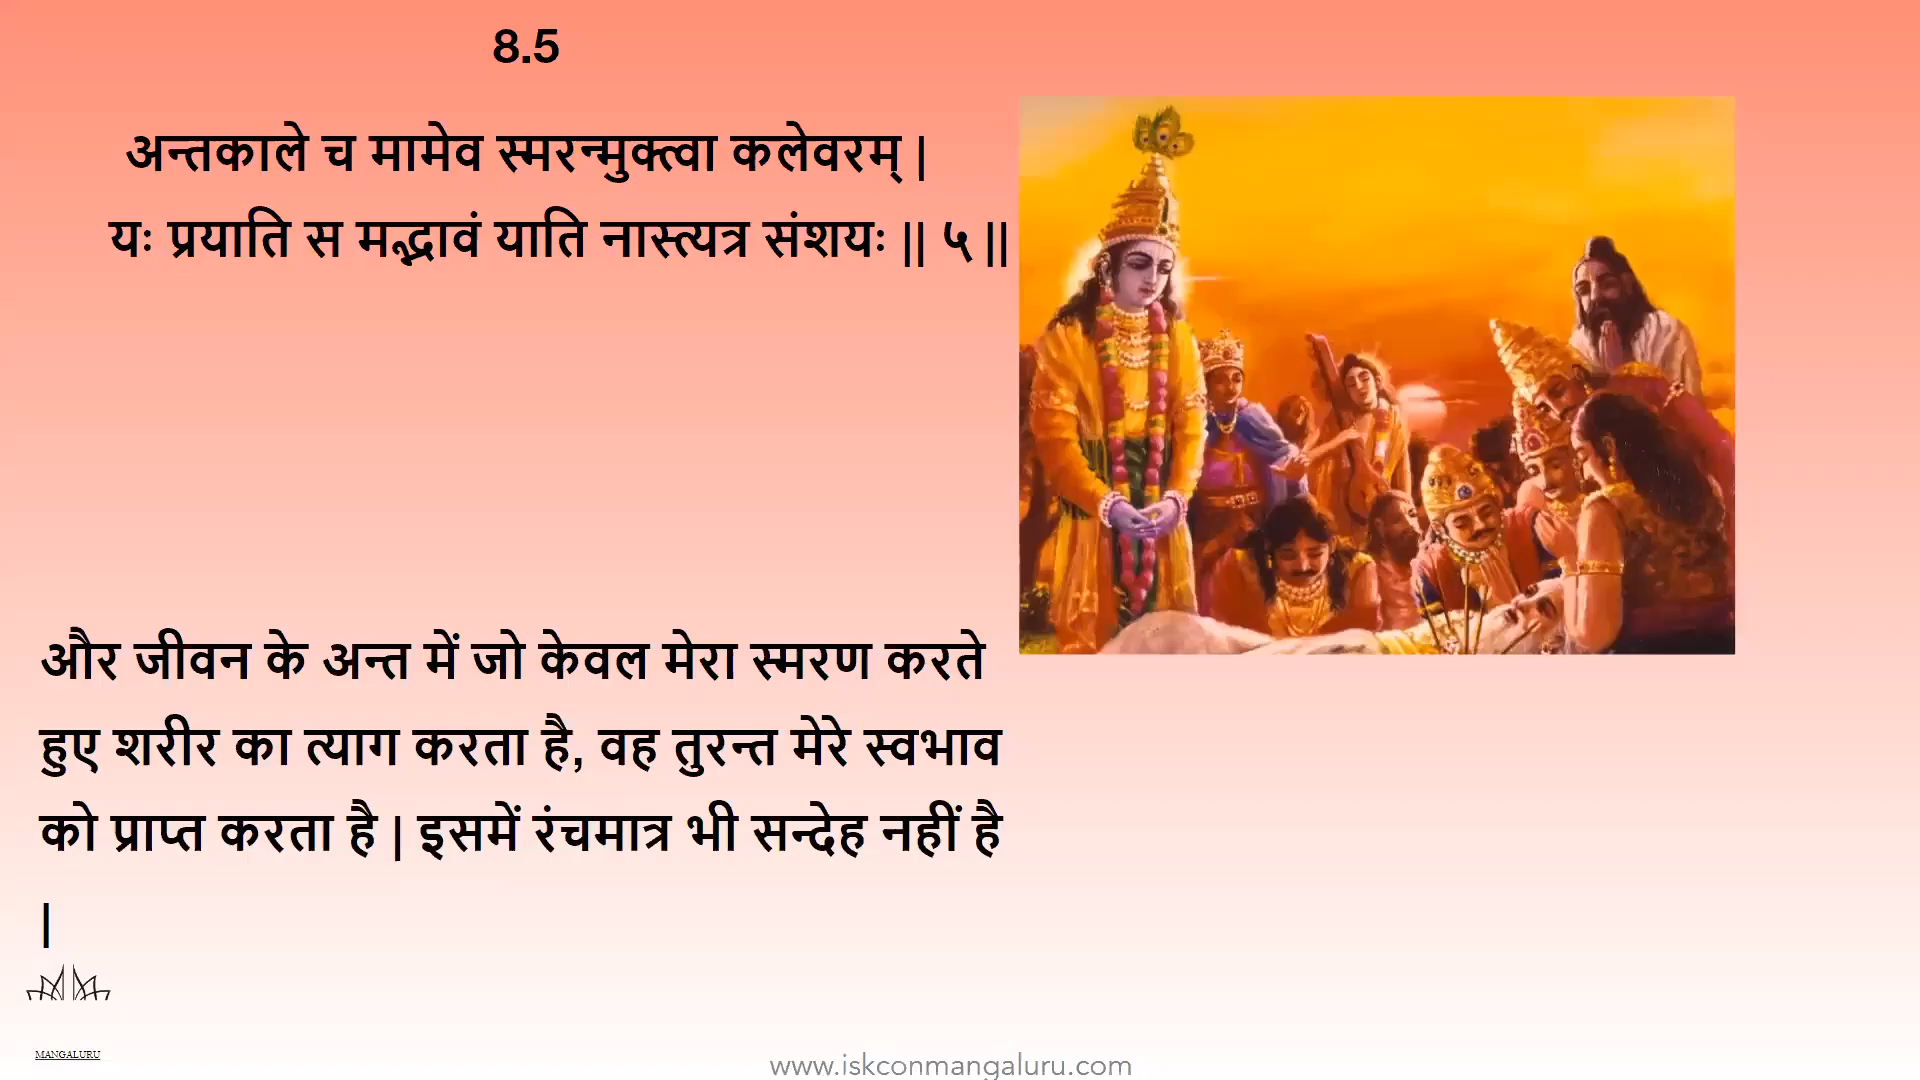 8.5
अन्तकाले च मामेव स्मरन्मुक्त्वा कलेवरम् |
यः प्रयाति स मद्भावं याति नास्त्यत्र संशयः || ५ ||
और जीवन के अन्त में जो केवल मेरा स्मरण करते
हुए शरीर का त्याग करता है, वह तुरन्त मेरे स्वभाव
को प्राप्त करता है | इसमें रंचमात्र भी सन्देह नहीं है
|
MANGALURU
www.iskconmangaluru.com